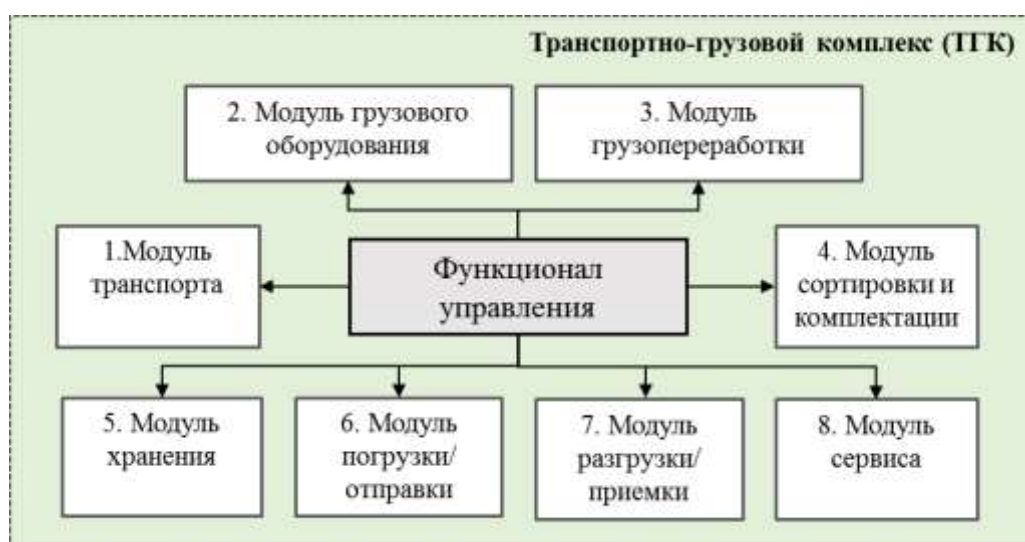 Транспортно-грузовой комплекс (ТГК)
2. Модуль грузового
оборудования
3. Модуль
грузопереработки
1.Модуль
транспорта
Функционал
управления
4. Модуль
сортировки и
комплектации
5. Модуль
хранения
6. Модуль
погрузки/
отправки
7. Модуль
разгрузки/
приемки
8. Модуль
сервиса